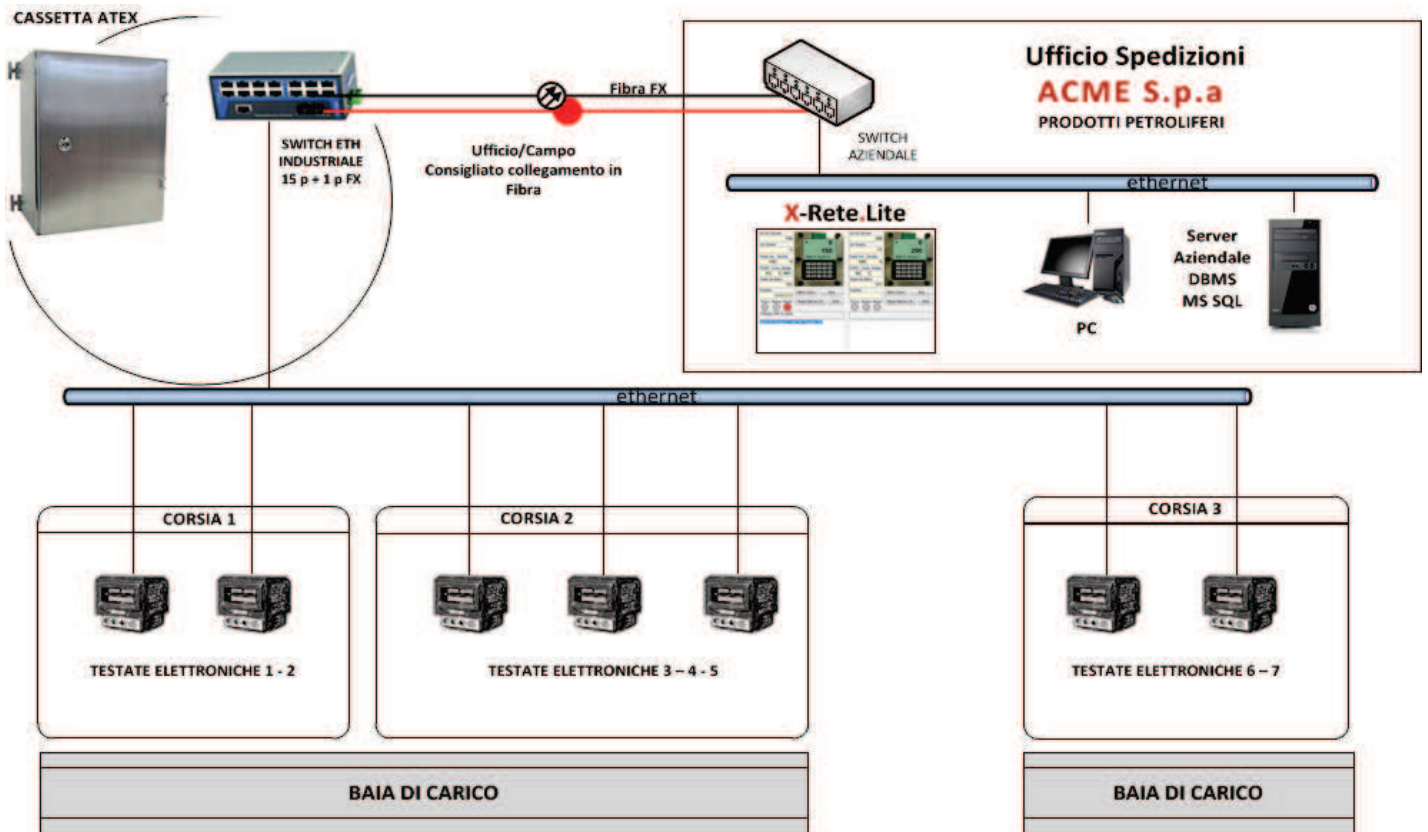 CASSETTA ATEX
SWITCH ETH
INDUSTRIALE
15 p + 1 p FX
Fibra FX
Ufficio/Campo
Consigliato collegamento in
Fibra
SWITCH
AZIENDALE
Ufficio Spedizioni
ACME S.p.a
PRODOTTI PETROLIFERI
ethernet
X-Rete.Lite
PC
Server
Aziendale
DBMS
MS SQL
ethernet
CORSIA 1
CORSIA 2
CORSIA 3
TESTATE ELETTRONICHE 1 - 2
TESTATE ELETTRONICHE 3 – 4 - 5
TESTATE ELETTRONICHE 6 – 7
BAIA DI CARICO
BAIA DI CARICO